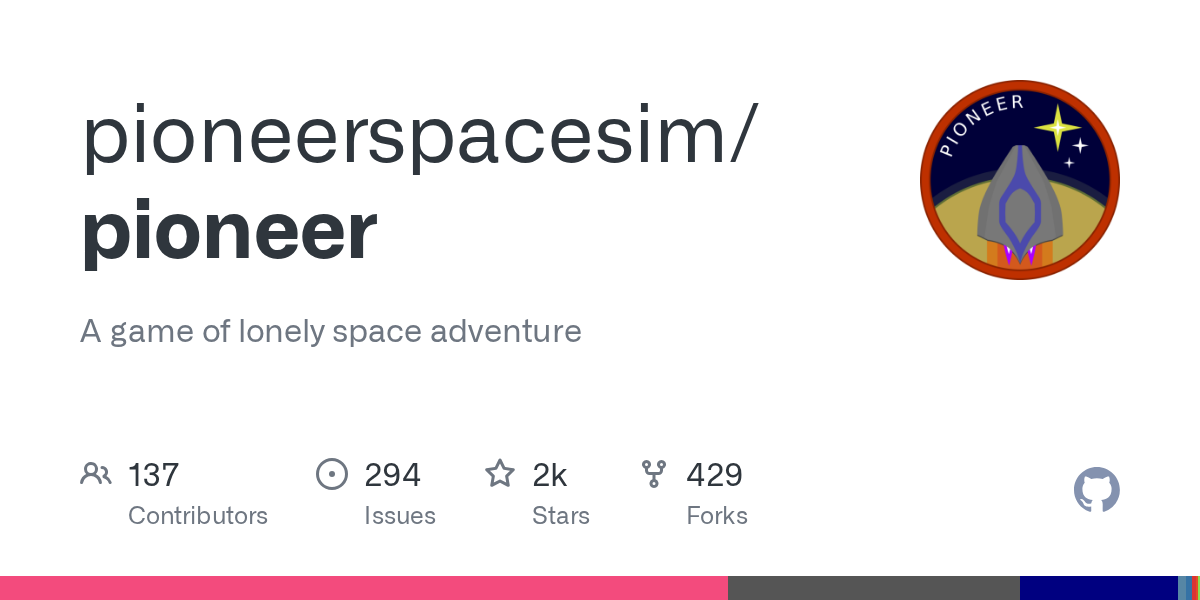 pioneerspacesim/
pioneer
PIONEER
A game of lonely space adventure
137
Contributors
294
Issues
2k
Stars
429
Forks